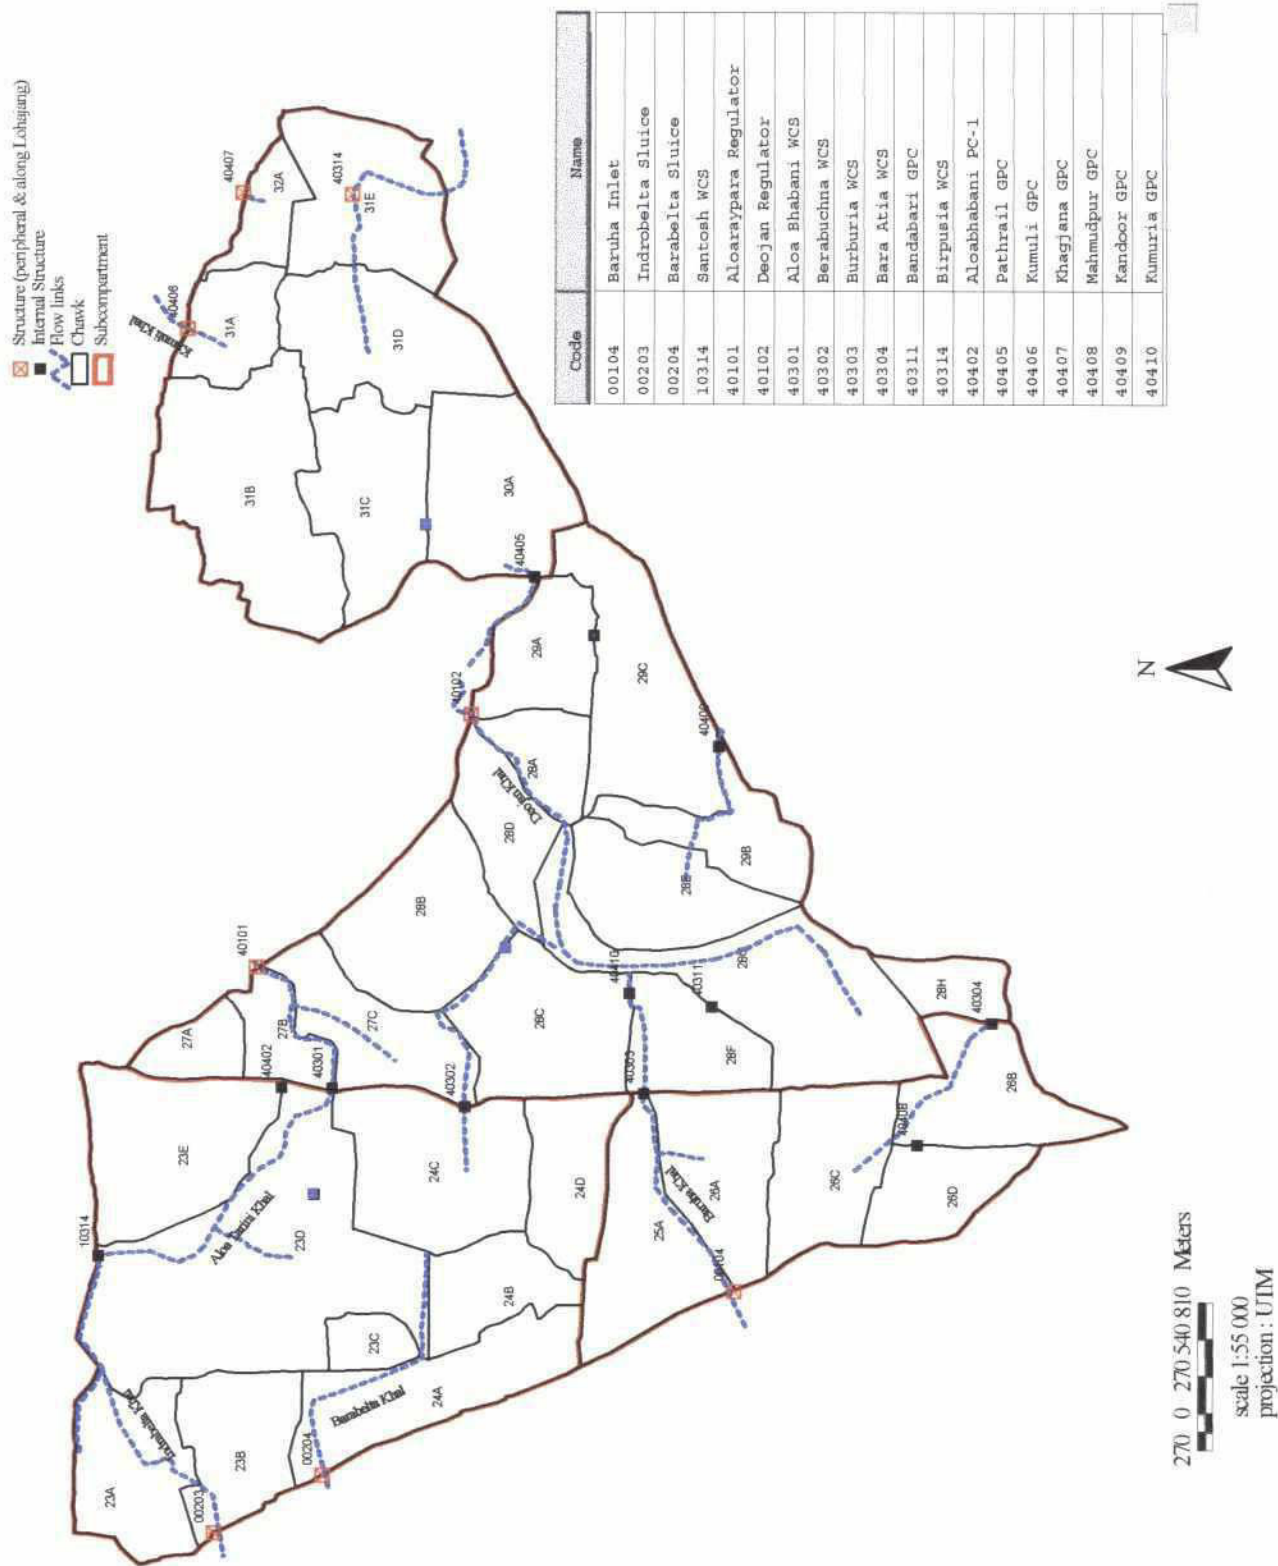 Structure (peripheral & along Lohajang)
Internal Structure
Flow links
Chawk
Subcompartment
Code Name
00104 Baruha Inlet
00203 Indrobelta Sluice
00204 Barabelta Sluice
10314 Santosh WCS
40101 Aloaraypara Regulator
40102 Deojan Regulator
40301 Aloa Bhabani WCS
40302 Berabuchna WCS
40303 Burburia WCS
40304 Bara Atia WCS
40311 Bandabari GPC
40314 Birpusia WCS
40402 Aloabhabani PC-1
40405 Pathrail GPC
40406 Kumuli GPC
40407 Khagjana GPC
40408 Mahmudpur GPC
40409 Kandoor GPC
40410 Kumuria GPC
40407
32A
40314
31E
40406
Kumuli Khal
31A
31D
31B
31C
30A
40405
29A
40102
29C
40409
28A
Deojan Khal
28D
29B
28E
28B
40101
40410
40311
28G
28H
40304
27A
27B
27C
40402
40301
28C
28F
40302
40303
26B
40408
23E
24C
24D
26A
Baruha Khal
26C
26D
25A
10314
23D
24B
00104
23C
Barabelta Khal
24A
23A
23B
00203
00204
N
270 0 270 540 810 Meters
scale 1:55 000
projection : UTM